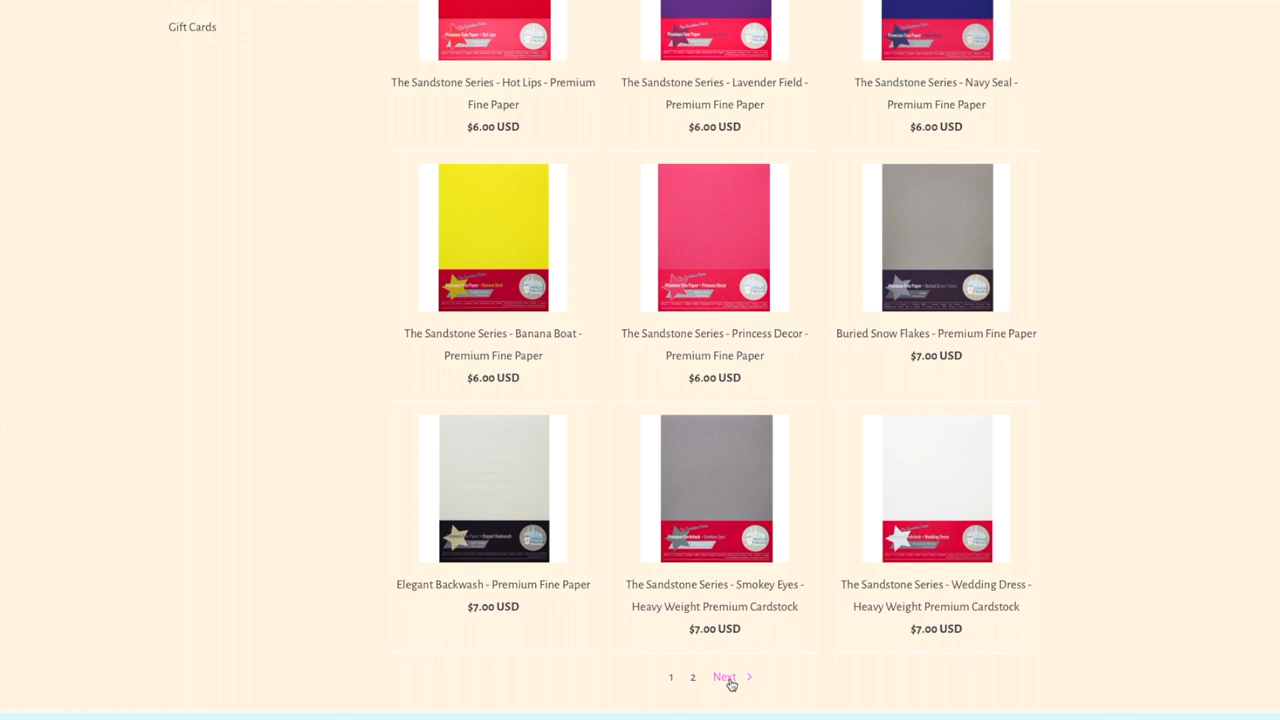 Gift Cards
The Sandstone Series - Hot Lips - Premium
Fine Paper
$6.00 USD
The Sandstone Series - Lavender Field -
Premium Fine Paper
$6.00 USD
The Sandstone Series - Navy Seal -
Premium Fine Paper
$6.00 USD
The Sandstone Series - Banana Boat -
Premium Fine Paper
$6.00 USD
The Sandstone Series - Princess Decor -
Premium Fine Paper
$6.00 USD
Buried Snow Flakes - Premium Fine Paper
$7.00 USD
Elegant Backwash - Premium Fine Paper
$7.00 USD
The Sandstone Series - Smokey Eyes -
Heavy Weight Premium Cardstock
$7.00 USD
The Sandstone Series - Wedding Dress -
Heavy Weight Premium Cardstock
$7.00 USD
1 2 Next >